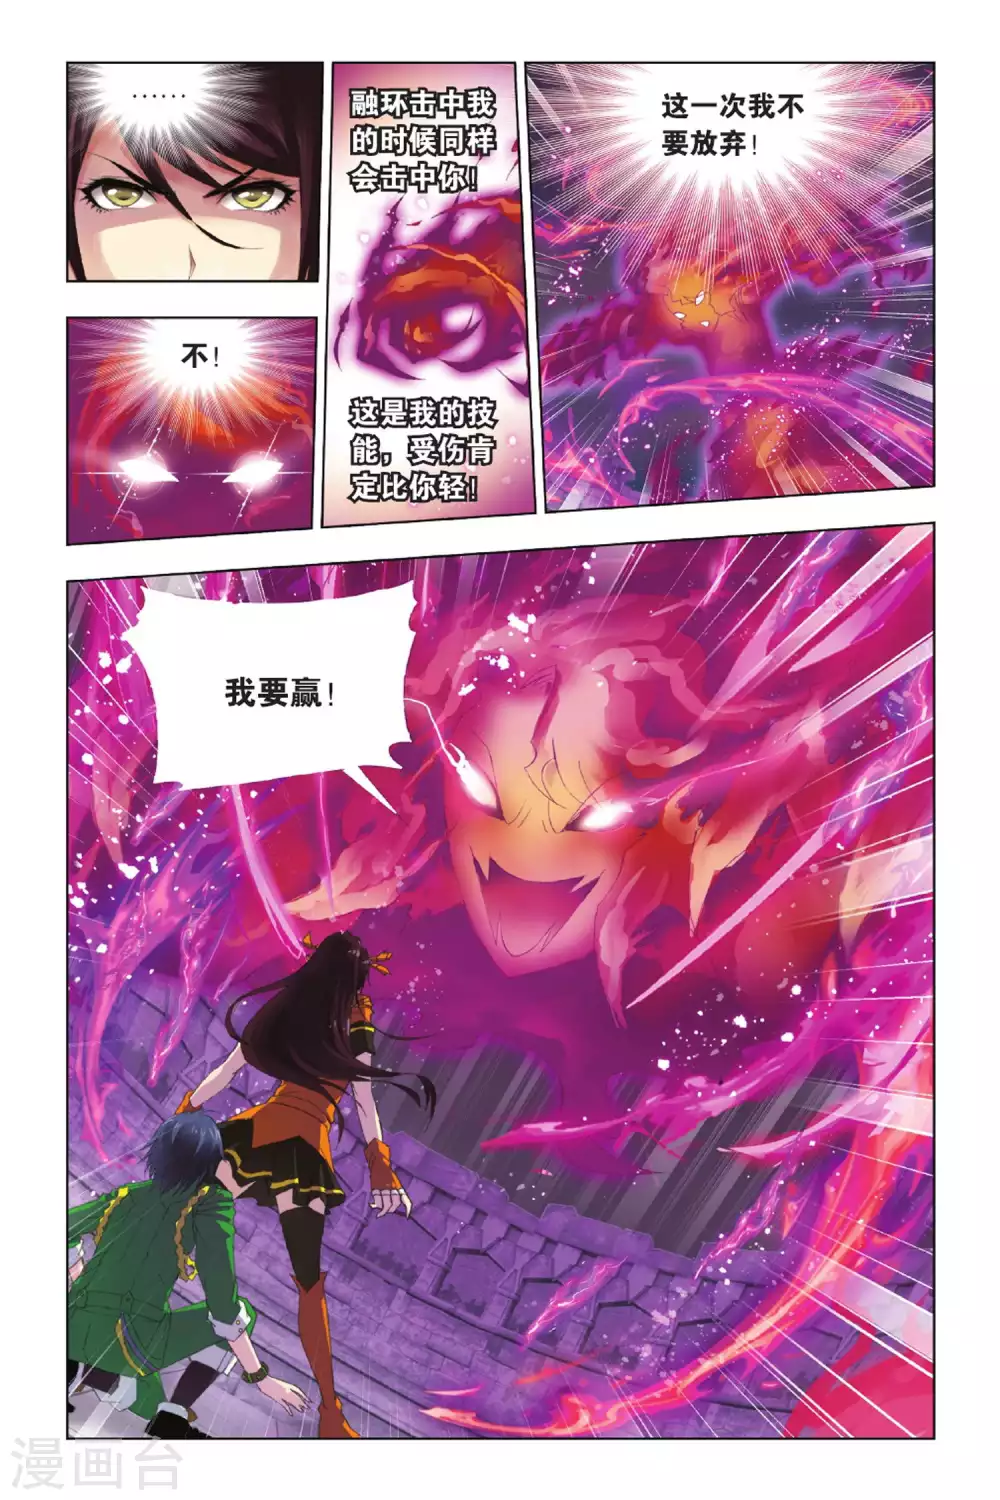 ……
不！
融环击中我
的时候同样
会击中你！
这是我的技
能，受伤肯
定比你轻！
这一次我不
要放弃！
我要赢！
漫画台